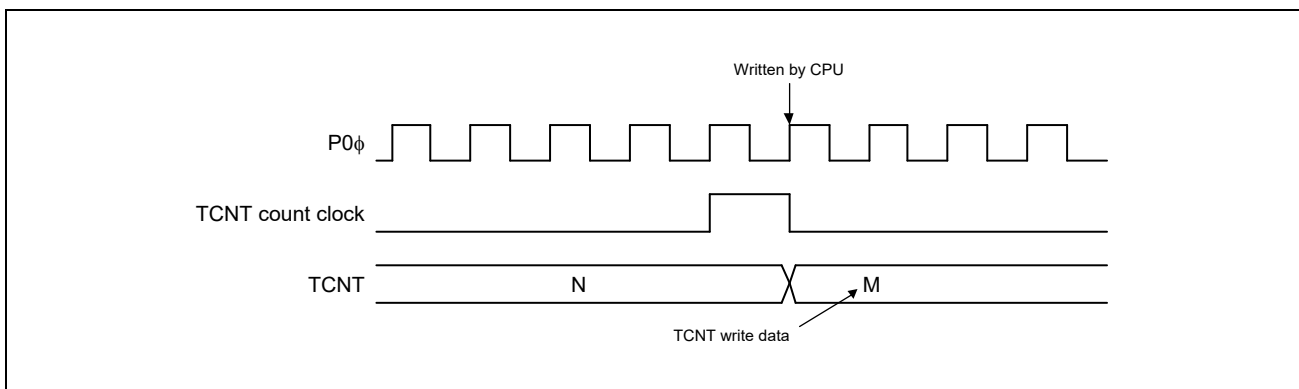 Written by CPU
P0ϕ
TCNT count clock
TCNT
N
M
TCNT write data